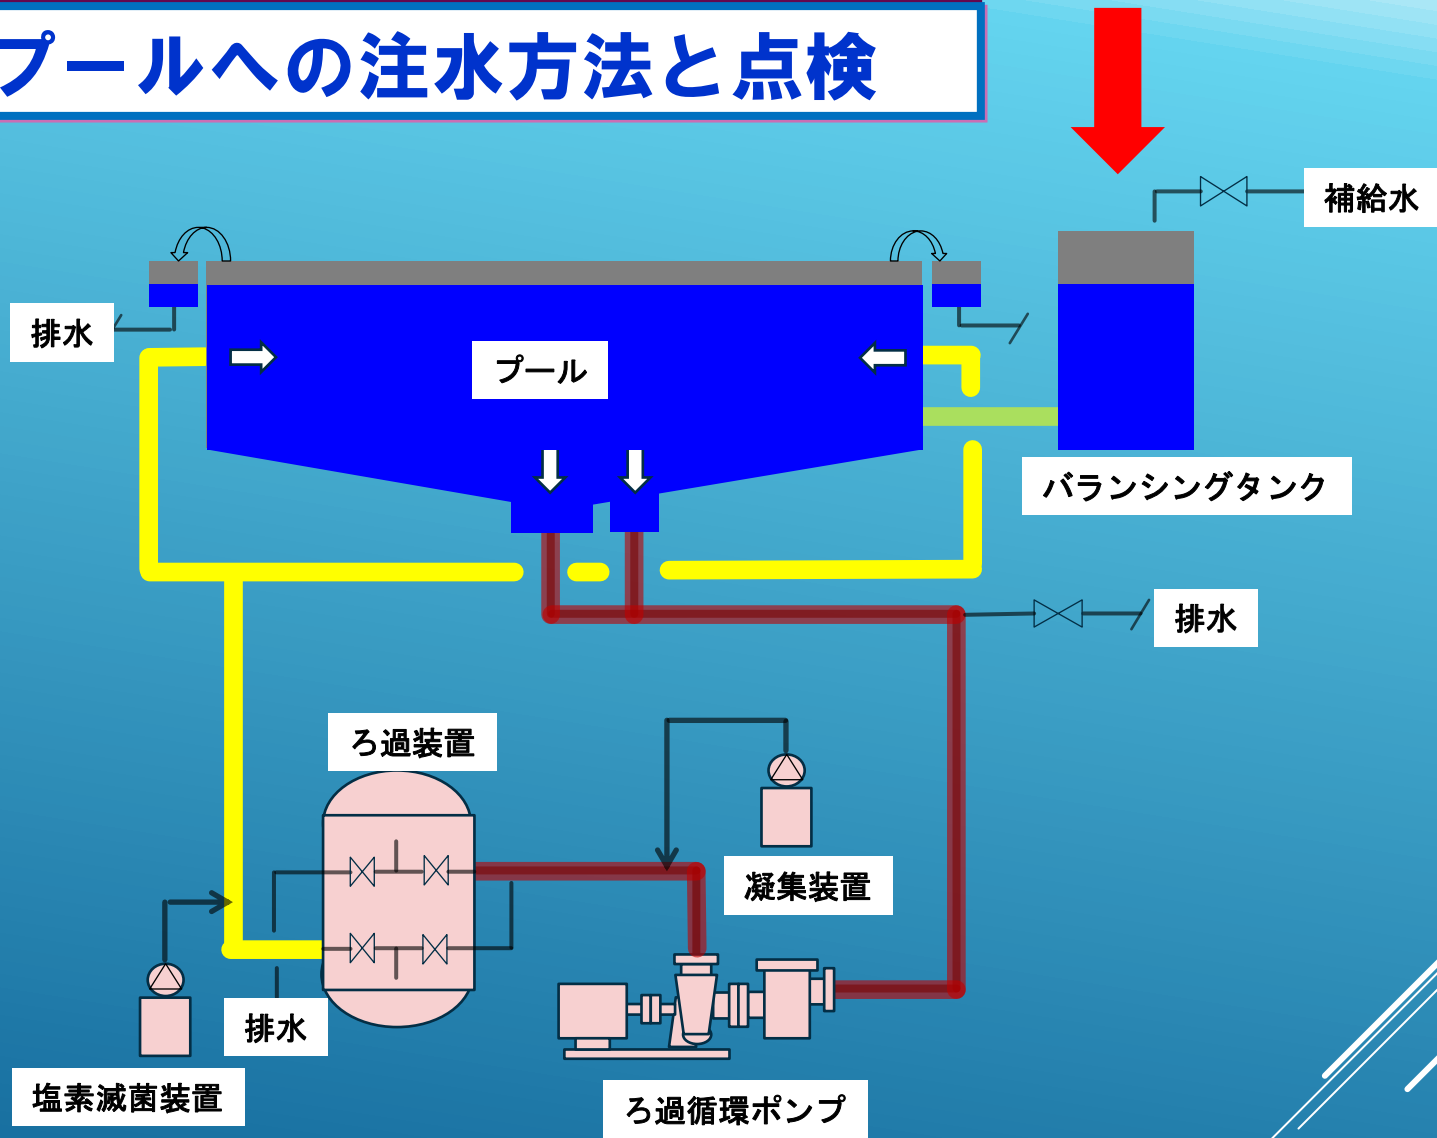 プールへの注水方法と点検
補給水
排水
プール
バランシングタンク
排水
ろ過装置
凝集装置
排水
塩素滅菌装置
ろ過循環ポンプ